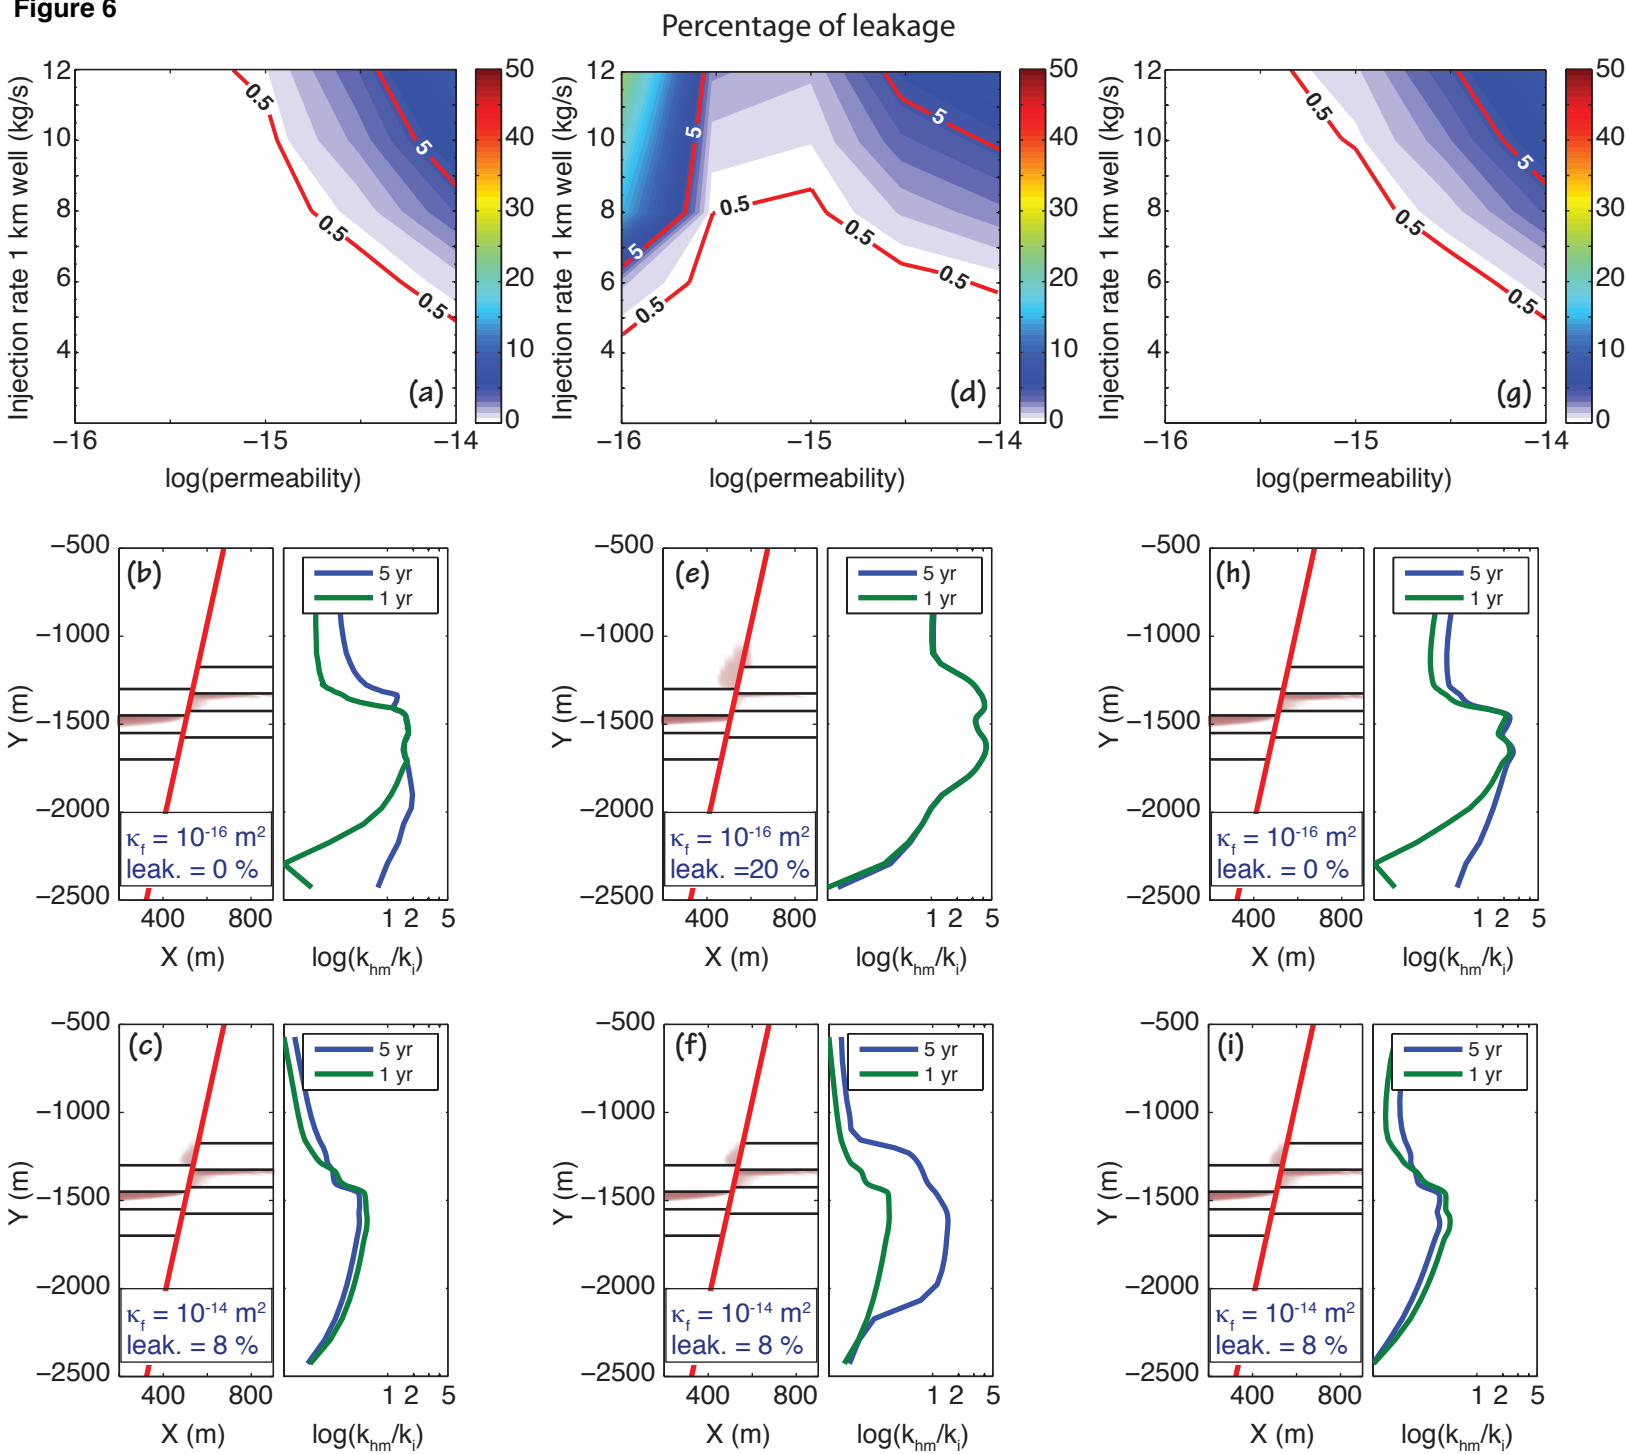 Figure 6
Percentage of leakage
Injection rate 1 km well (kg/s)
12
10
8
6
4
0.5
0.5
0.5
5
(a)
−16
−15
−14
log(permeability)
50
40
30
20
10
0
Injection rate 1 km well (kg/s)
12
10
8
6
4
5
5
0.5
0.5
0.5
0.5
5
(d)
−16
−15
−14
log(permeability)
50
40
30
20
10
0
Injection rate 1 km well (kg/s)
12
10
8
6
4
0.5
0.5
0.5
5
(g)
−16
−15
−14
log(permeability)
50
40
30
20
10
0
(b)
Y (m)
−500
−1000
−1500
−2000
−2500
κf = 10-16 m2
leak. = 0 %
400 800
X (m)
5 yr
1 yr
1 2 5
log(khm/ki)
(e)
Y (m)
−500
−1000
−1500
−2000
−2500
κf = 10-16 m2
leak. =20 %
400 800
X (m)
5 yr
1 yr
1 2 5
log(khm/ki)
(h)
Y (m)
−500
−1000
−1500
−2000
−2500
κf = 10-16 m2
leak. = 0 %
400 800
X (m)
5 yr
1 yr
1 2 5
log(khm/ki)
(c)
Y (m)
−500
−1000
−1500
−2000
−2500
κf = 10-14 m2
leak. = 8 %
400 800
X (m)
5 yr
1 yr
1 2 5
log(khm/ki)
(f)
Y (m)
−500
−1000
−1500
−2000
−2500
κf = 10-14 m2
leak. = 8 %
400 800
X (m)
5 yr
1 yr
1 2 5
log(khm/ki)
(i)
Y (m)
−500
−1000
−1500
−2000
−2500
κf = 10-14 m2
leak. = 8 %
400 800
X (m)
5 yr
1 yr
1 2 5
log(khm/ki)